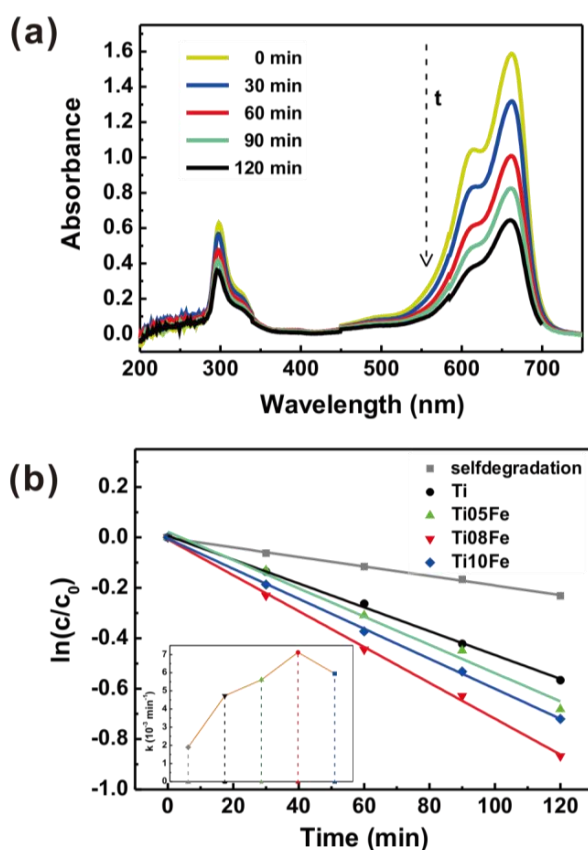 (a)
1.6
1.4
1.2
1.0
0.8
0.6
0.4
0.2
0.0
Absorbance
0 min
30 min
60 min
90 min
120 min
t
200 300 400 500 600 700
Wavelength (nm)
(b)
0.2
0.0
-0.2
-0.4
-0.6
-0.8
-1.0
ln(c/c₀)
selfdegradation
Ti
Ti05Fe
Ti08Fe
Ti10Fe
7
6
5
4
3
2
1
0
k (10⁻³ min⁻¹)
0 20 40 60 80 100 120
Time (min)